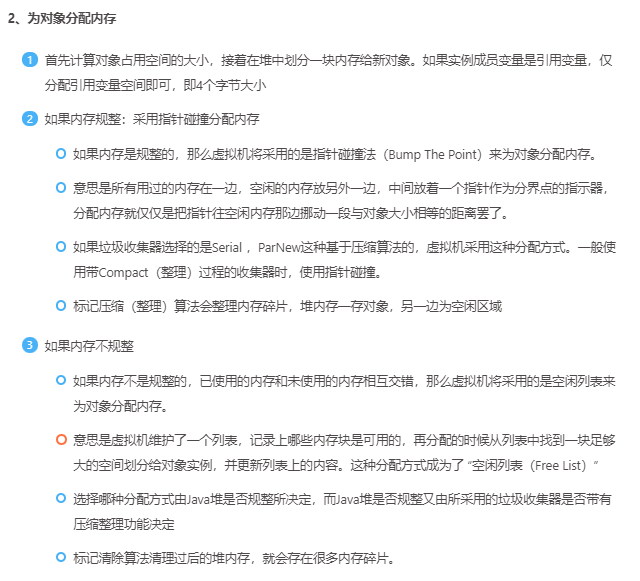 2、为对象分配内存
1 首先计算对象占用空间的大小，接着在堆中划分一块内存给新对象。如果实例成员变量是引用变量，仅
分配引用变量空间即可，即4个字节大小
2 如果内存规整：采用指针碰撞分配内存
如果内存是规整的，那么虚拟机将采用的是指针碰撞法（Bump The Point）来为对象分配内存。
意思是所有用过的内存在一边，空闲的内存放另外一边，中间放着一个指针作为分界点的指示器，
分配内存就仅仅是把指针往空闲内存那边挪动一段与对象大小相等的距离罢了。
如果垃圾收集器选择的是Serial ，ParNew这种基于压缩算法的，虚拟机采用这种分配方式。一般使
用带Compact（整理）过程的收集器时，使用指针碰撞。
标记压缩（整理）算法会整理内存碎片，堆内存一存对象，另一边为空闲区域
3 如果内存不规整
如果内存不是规整的，已使用的内存和未使用的内存相互交错，那么虚拟机将采用的是空闲列表来
为对象分配内存。
意思是虚拟机维护了一个列表，记录上哪些内存块是可用的，再分配的时候从列表中找到一块足够
大的空间划分给对象实例，并更新列表上的内容。这种分配方式成为了 “空闲列表（Free List）”
选择哪种分配方式由Java堆是否规整所决定，而Java堆是否规整又由所采用的垃圾收集器是否带有
压缩整理功能决定
标记清除算法清理过后的堆内存，就会存在很多内存碎片。